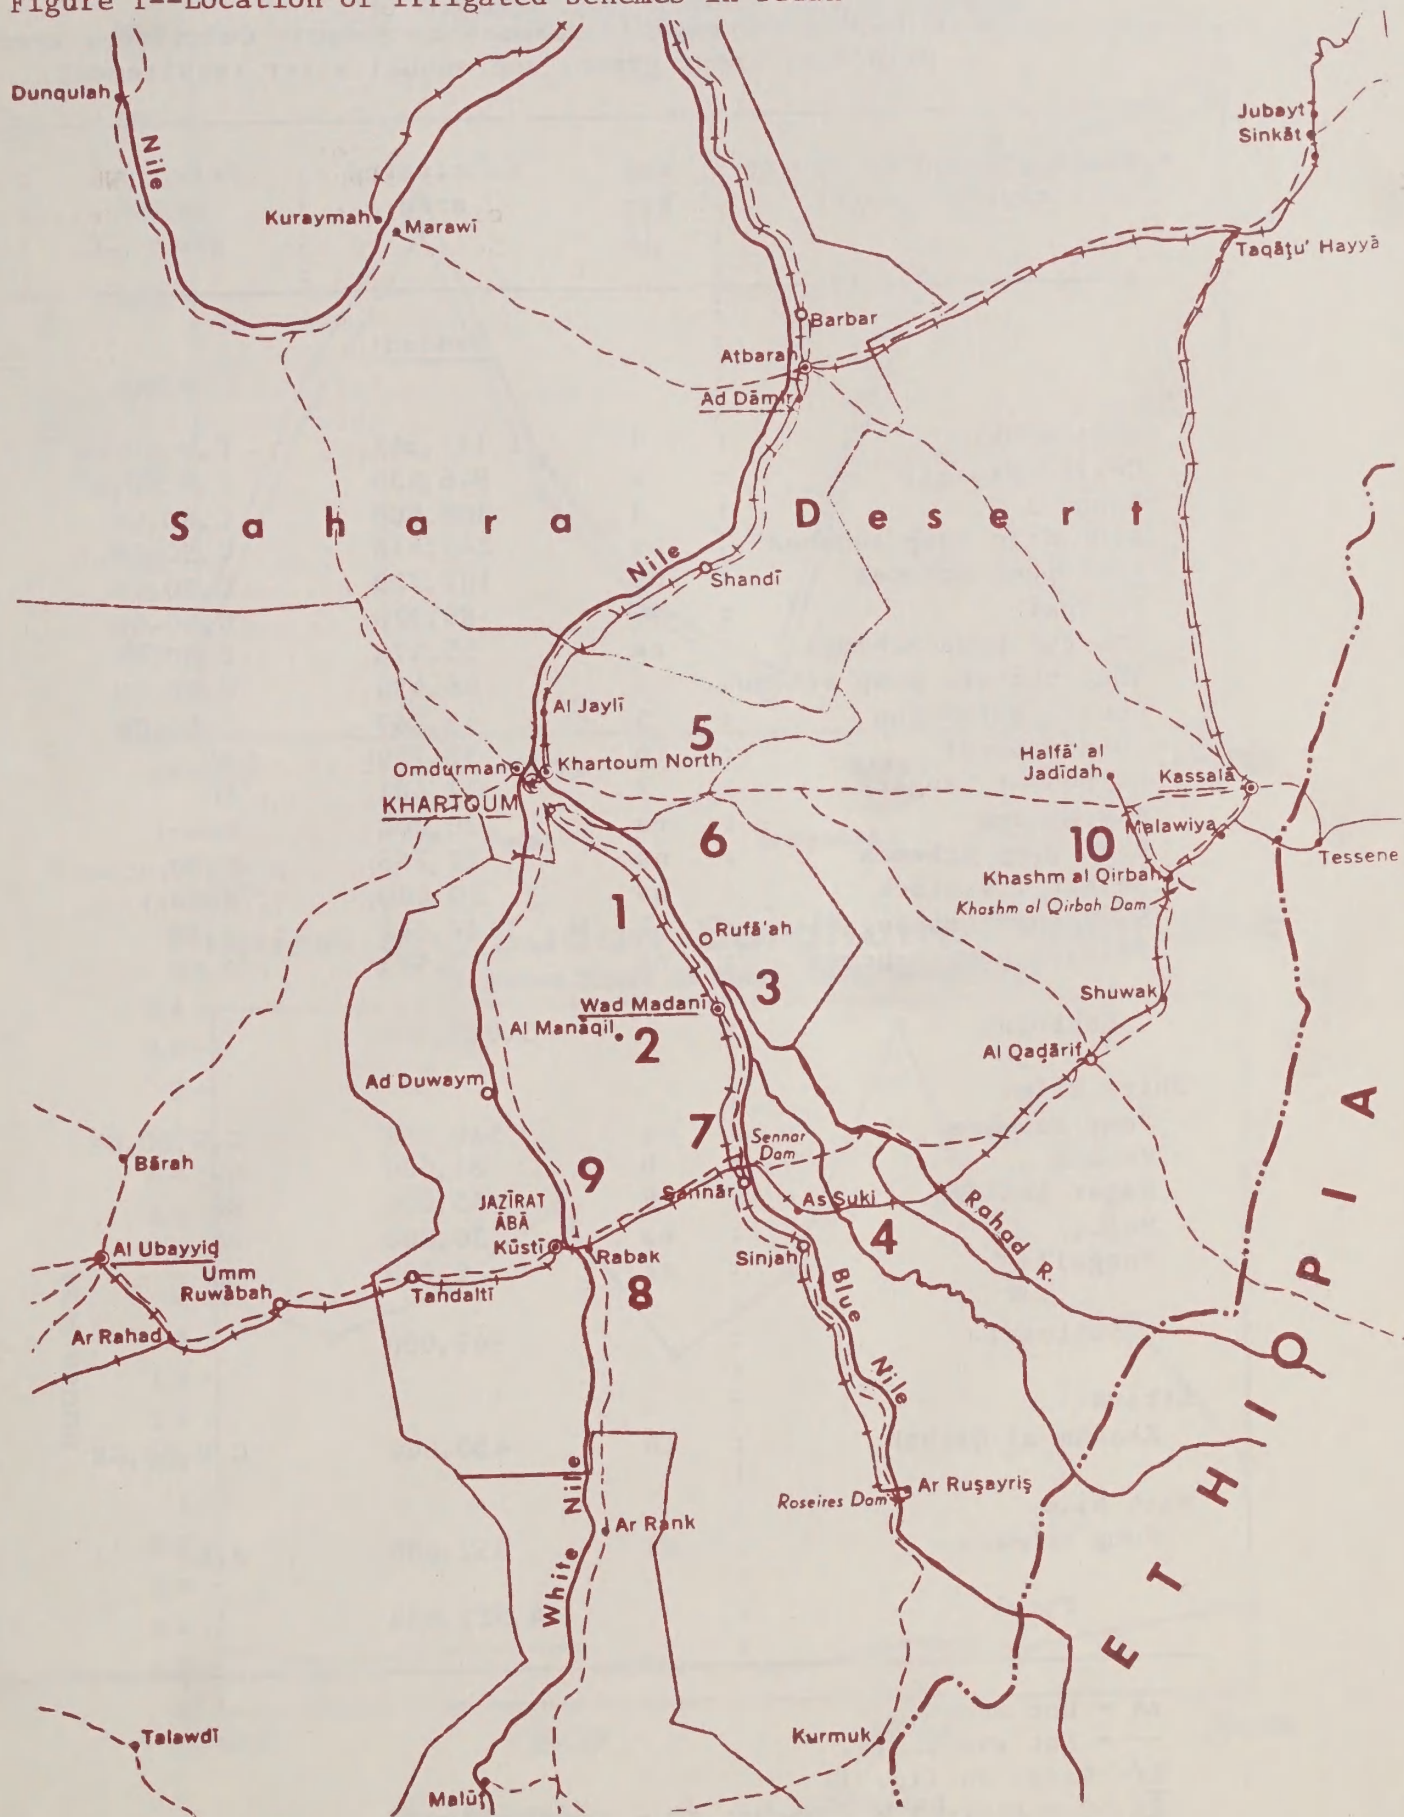 Figure 1--Location of irrigated schemes in Sudan
Dunqulah
Nile
Jubayt
Sinkāt
Kuraymah
Marawī
Taqāţu' Hayyā
Barbar
Atbarah
Ad Dāmir
Sahara Desert
Nile
Shandī
Al Jaylī
5
Omdurman
Khartoum North
KHARTOUM
Halfā' al
Jadīdah
Kassalā
6
10
Malawiya
Tessene
Khashm al Qirbah
Khashm al Qirbah Dam
1
Rufā'ah
3
Wad Madanī
Al Manāqil
2
Shuwak
Al Qaḑārif
Ad Duwaym
7
Sennar
Dam
Bārah
9
Sannār
As Suki
JAZĪRAT
ĀBĀ
Kūstī
Rabak
4
Rahad R.
Al Ubayyiḑ
Umm
Ruwābah
Tandaltī
Sinjah
8
Ar Rahad
Blue Nile
ETHIOPIA
Roseires Dam
Ar Ruşayriş
White Nile
Ar Rank
Talawdī
Kurmuk
Malūţ